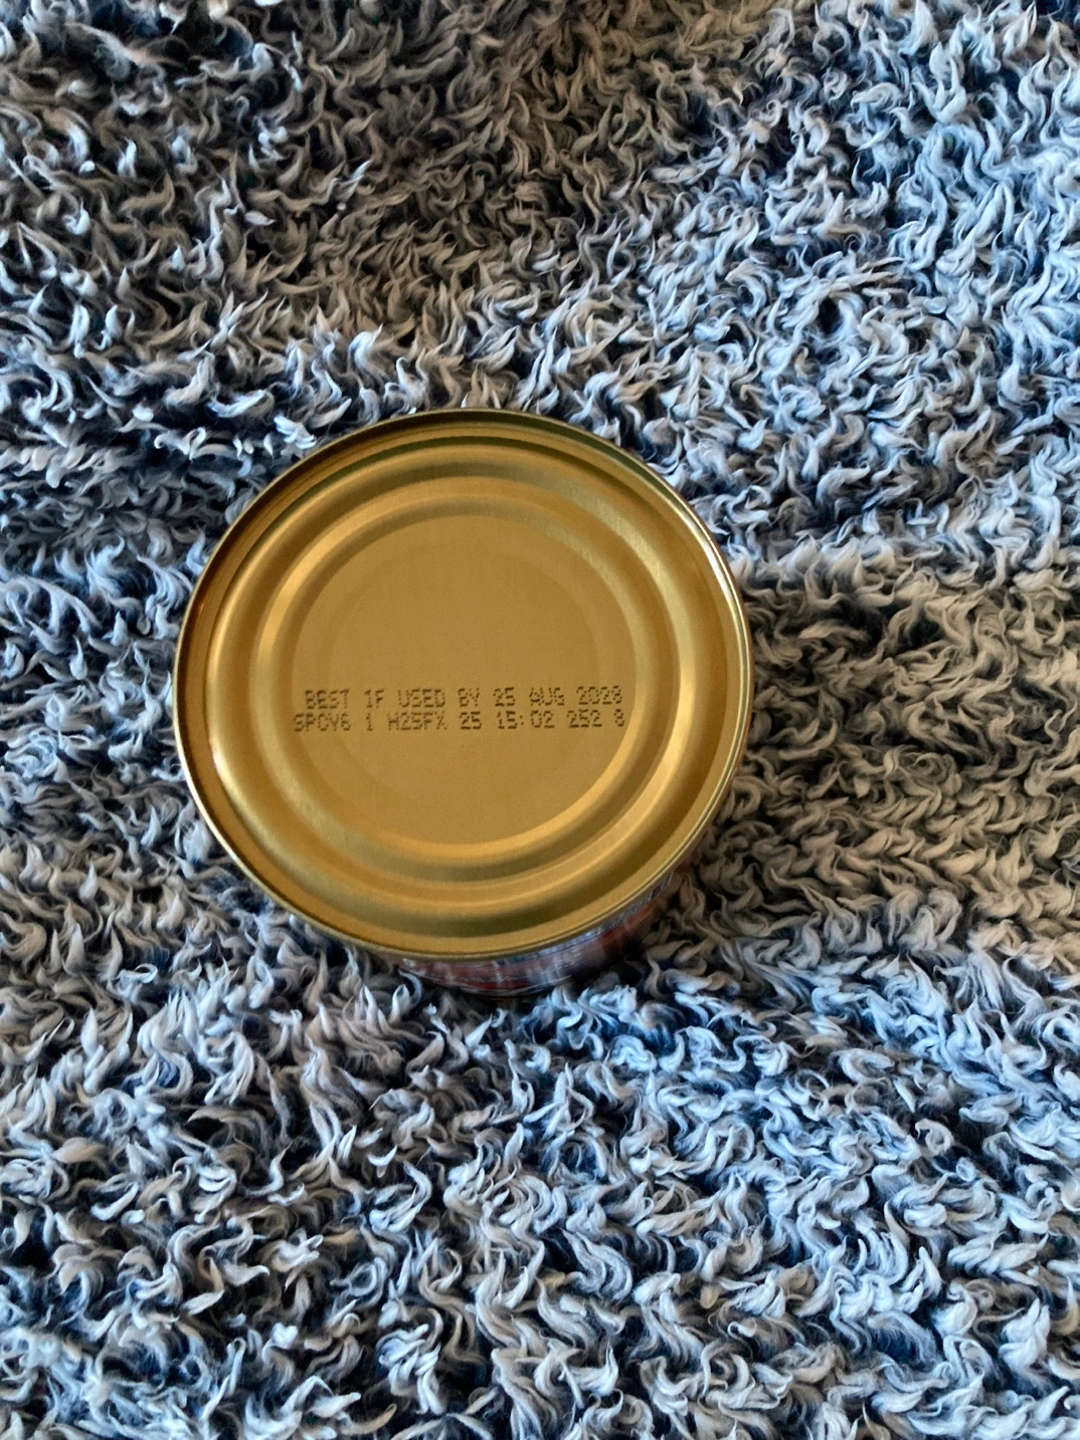 BEST IF USED BY 25 AUG 2028
SPOV6 1 H25FX 25 15:02 252 8